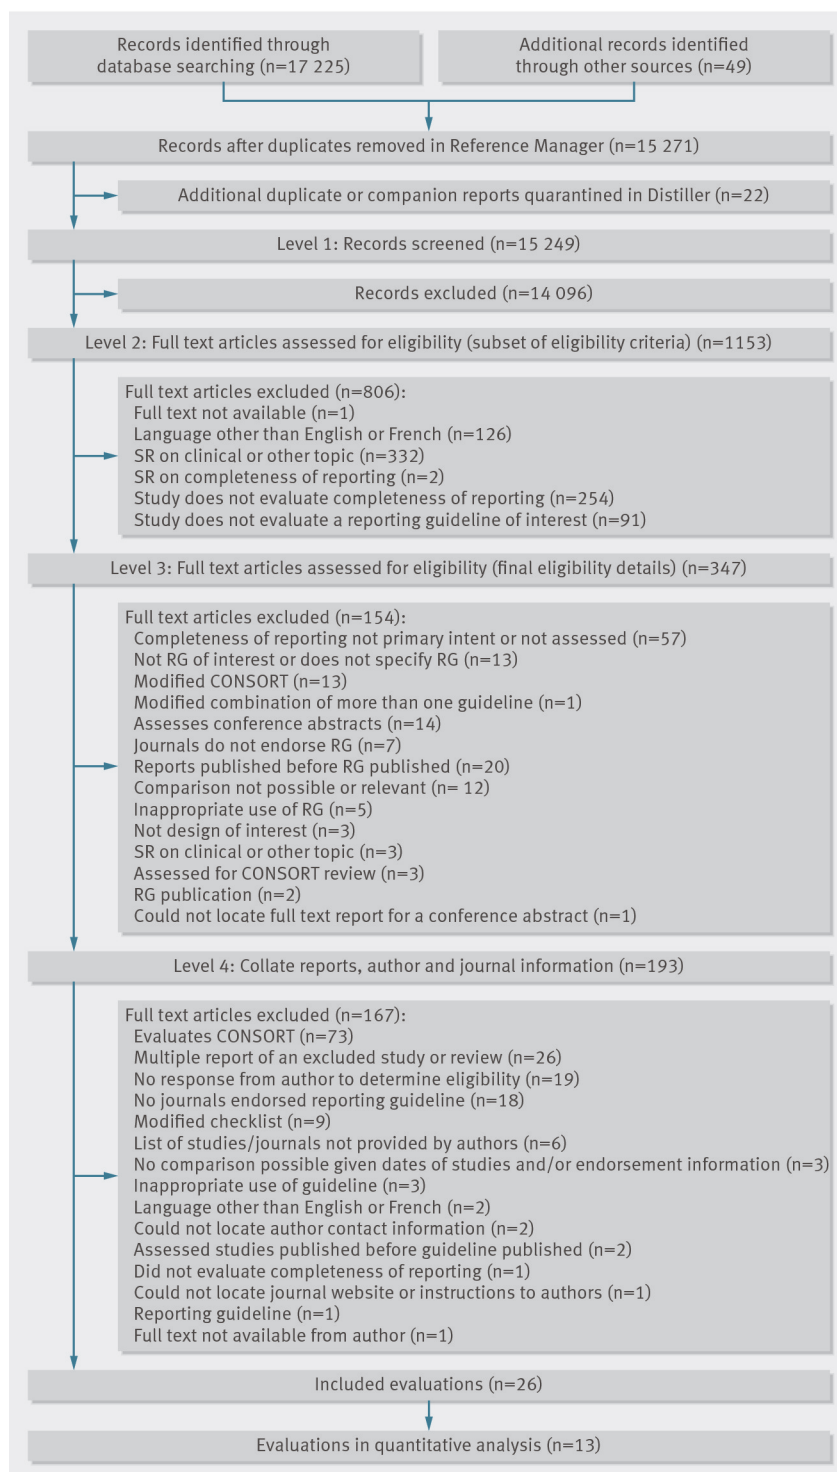 Records identified through
database searching (n=17 225)
Additional records identified
through other sources (n=49)
Records after duplicates removed in Reference Manager (n=15 271)
Additional duplicate or companion reports quarantined in Distiller (n=22)
Level 1: Records screened (n=15 249)
Records excluded (n=14 096)
Level 2: Full text articles assessed for eligibility (subset of eligibility criteria) (n=1153)
Full text articles excluded (n=806):
Full text not available (n=1)
Language other than English or French (n=126)
SR on clinical or other topic (n=332)
SR on completeness of reporting (n=2)
Study does not evaluate completeness of reporting (n=254)
Study does not evaluate a reporting guideline of interest (n=91)
Level 3: Full text articles assessed for eligibility (final eligibility details) (n=347)
Full text articles excluded (n=154):
Completeness of reporting not primary intent or not assessed (n=57)
Not RG of interest or does not specify RG (n=13)
Modified CONSORT (n=13)
Modified combination of more than one guideline (n=1)
Assesses conference abstracts (n=14)
Journals do not endorse RG (n=7)
Reports published before RG published (n=20)
Comparison not possible or relevant (n= 12)
Inappropriate use of RG (n=5)
Not design of interest (n=3)
SR on clinical or other topic (n=3)
Assessed for CONSORT review (n=3)
RG publication (n=2)
Could not locate full text report for a conference abstract (n=1)
Level 4: Collate reports, author and journal information (n=193)
Full text articles excluded (n=167):
Evaluates CONSORT (n=73)
Multiple report of an excluded study or review (n=26)
No response from author to determine eligibility (n=19)
No journals endorsed reporting guideline (n=18)
Modified checklist (n=9)
List of studies/journals not provided by authors (n=6)
No comparison possible given dates of studies and/or endorsement information (n=3)
Inappropriate use of guideline (n=3)
Language other than English or French (n=2)
Could not locate author contact information (n=2)
Assessed studies published before guideline published (n=2)
Did not evaluate completeness of reporting (n=1)
Could not locate journal website or instructions to authors (n=1)
Reporting guideline (n=1)
Full text not available from author (n=1)
Included evaluations (n=26)
Evaluations in quantitative analysis (n=13)